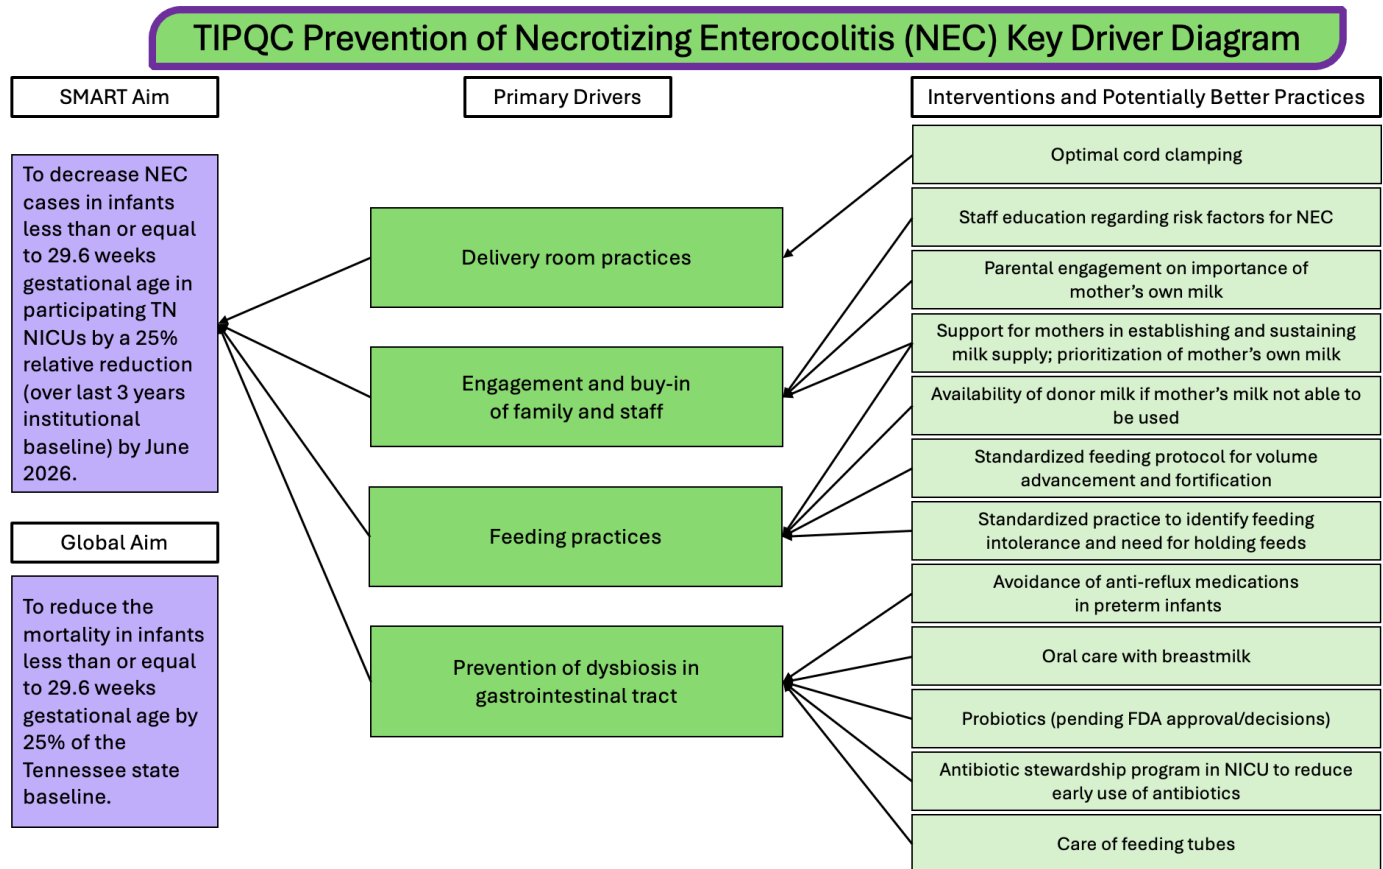 TIPQC Prevention of Necrotizing Enterocolitis (NEC) Key Driver Diagram
SMART Aim
To decrease NEC
cases in infants
less than or equal
to 29.6 weeks
gestational age in
participating TN
NICUs by a 25%
relative reduction
(over last 3 years
institutional
baseline) by June
2026.
Global Aim
To reduce the
mortality in infants
less than or equal
to 29.6 weeks
gestational age by
25% of the
Tennessee state
baseline.
Primary Drivers
Delivery room practices
Engagement and buy-in
of family and staff
Feeding practices
Prevention of dysbiosis in
gastrointestinal tract
Interventions and Potentially Better Practices
Optimal cord clamping
Staff education regarding risk factors for NEC
Parental engagement on importance of
mother’s own milk
Support for mothers in establishing and sustaining
milk supply; prioritization of mother’s own milk
Availability of donor milk if mother’s milk not able to
be used
Standardized feeding protocol for volume
advancement and fortification
Standardized practice to identify feeding
intolerance and need for holding feeds
Avoidance of anti-reflux medications
in preterm infants
Oral care with breastmilk
Probiotics (pending FDA approval/decisions)
Antibiotic stewardship program in NICU to reduce
early use of antibiotics
Care of feeding tubes